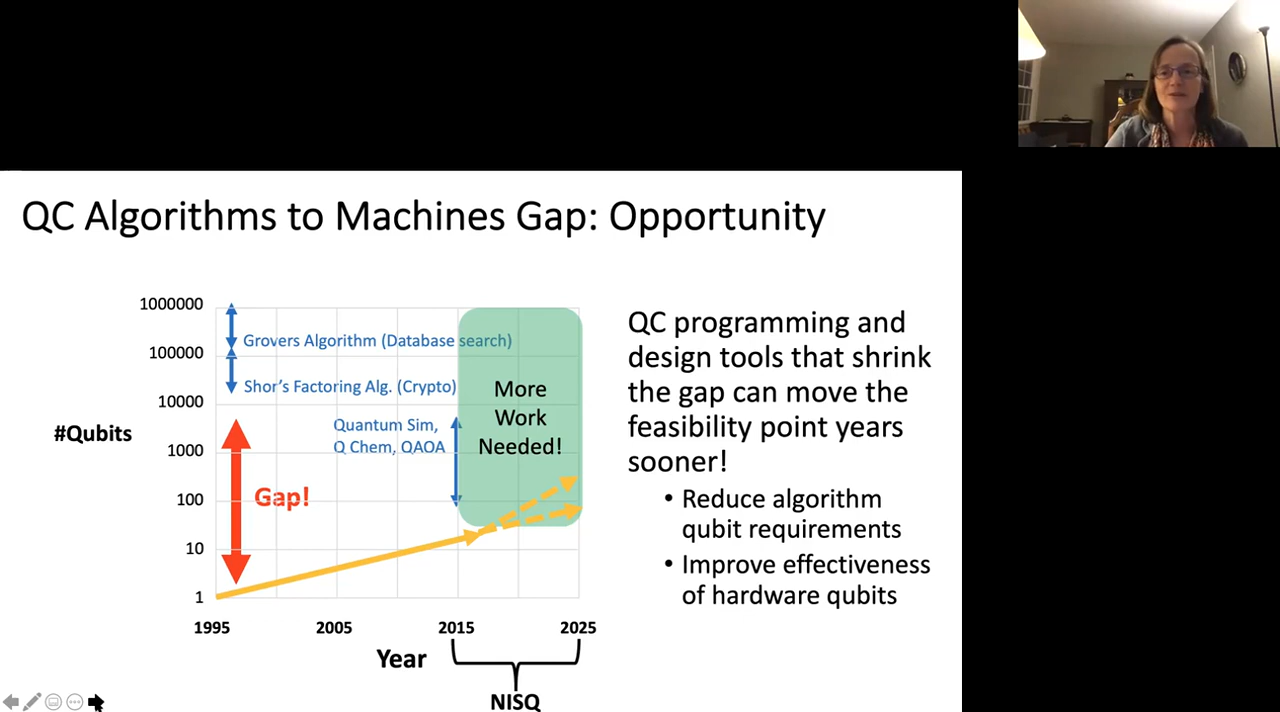 QC Algorithms to Machines Gap: Opportunity
1000000
100000
10000
1000
100
10
1
#Qubits
Grovers Algorithm (Database search)
Shor's Factoring Alg. (Crypto)
Quantum Sim,
Q Chem, QAOA
More
Work
Needed!
Gap!
1995
2005
2015
2025
Year
NISQ
QC programming and
design tools that shrink
the gap can move the
feasibility point years
sooner!
• Reduce algorithm
qubit requirements
• Improve effectiveness
of hardware qubits